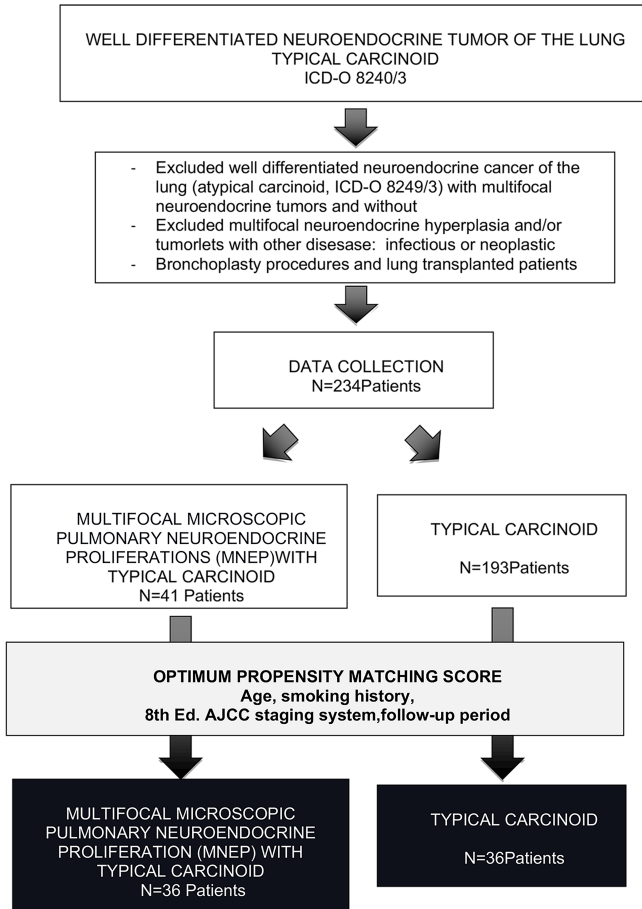 WELL DIFFERENTIATED NEUROENDOCRINE TUMOR OF THE LUNG
TYPICAL CARCINOID
ICD-O 8240/3
- Excluded well differentiated neuroendocrine cancer of the
lung (atypical carcinoid, ICD-O 8249/3) with multifocal
neuroendocrine tumors and without
- Excluded multifocal neuroendocrine hyperplasia and/or
tumorlets with other disesase: infectious or neoplastic
- Bronchoplasty procedures and lung transplanted patients
DATA COLLECTION
N=234Patients
MULTIFOCAL MICROSCOPIC
PULMONARY NEUROENDOCRINE
PROLIFERATIONS (MNEP)WITH
TYPICAL CARCINOID
N=41 Patients
TYPICAL CARCINOID
N=193Patients
OPTIMUM PROPENSITY MATCHING SCORE
Age, smoking history,
8th Ed. AJCC staging system,follow-up period
MULTIFOCAL MICROSCOPIC
PULMONARY NEUROENDOCRINE
PROLIFERATION (MNEP) WITH
TYPICAL CARCINOID
N=36 Patients
TYPICAL CARCINOID
N=36Patients